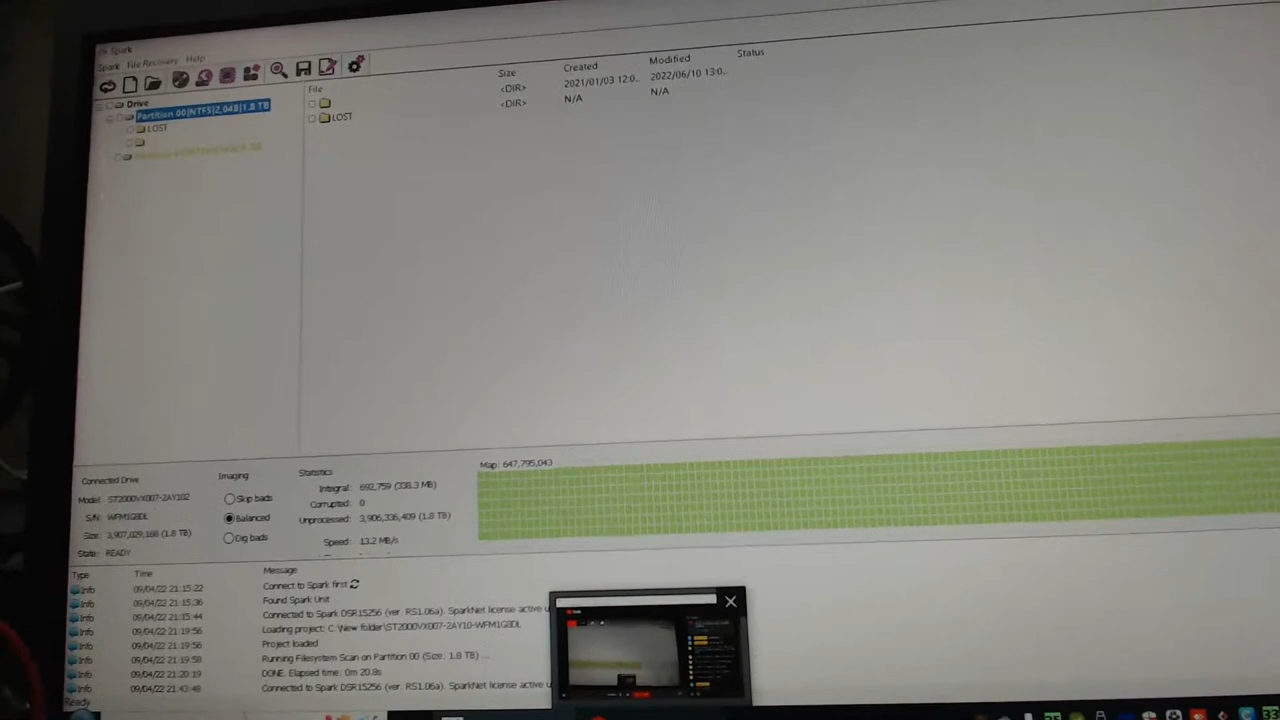 Spark
Spark File Recovery Help
Drive
Partition 00|NTFS|2,048|1.8 TB
LOST
File Size Created Modified Status
<DIR> 2021/01/03 12:0.. 2022/06/10 13:0..
LOST <DIR> N/A N/A
Connected Drive
Model: ST2000VX007-2AY102
S/N: WFM1Q8DL
Size: 3,907,029,168 (1.8 TB)
State: READY
Imaging
Skip bads
Balanced
Dig bads
Statistics
Integral: 692,759 (338.3 MB)
Corrupted: 0
Unprocessed: 3,906,336,409 (1.8 TB)
Speed: 13.2 MB/s
Map: 647,795,043
Type Time Message
Info 09/04/22 21:15:22 Connect to Spark first
Info 09/04/22 21:15:36 Found Spark Unit
Info 09/04/22 21:15:44 Connected to Spark DSR15256 (ver. RS1.06a). SparkNet license active u
Info 09/04/22 21:19:56 Loading project: C:\New folder\ST2000VX007-2AY10-WFM1Q8DL
Info 09/04/22 21:19:56 Project loaded
Info 09/04/22 21:19:58 Running Filesystem Scan on Partition 00 (Size: 1.8 TB) ...
Info 09/04/22 21:20:19 DONE. Elapsed time: 0m 20.8s
Info 09/04/22 21:43:48 Connected to Spark DSR15256 (ver. RS1.06a). SparkNet license active u
Ready